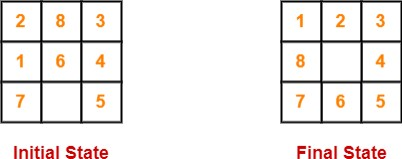 2 8 3 1 2 3
1 6 4 8 4
7 5 7 6 5
Initial State Final State